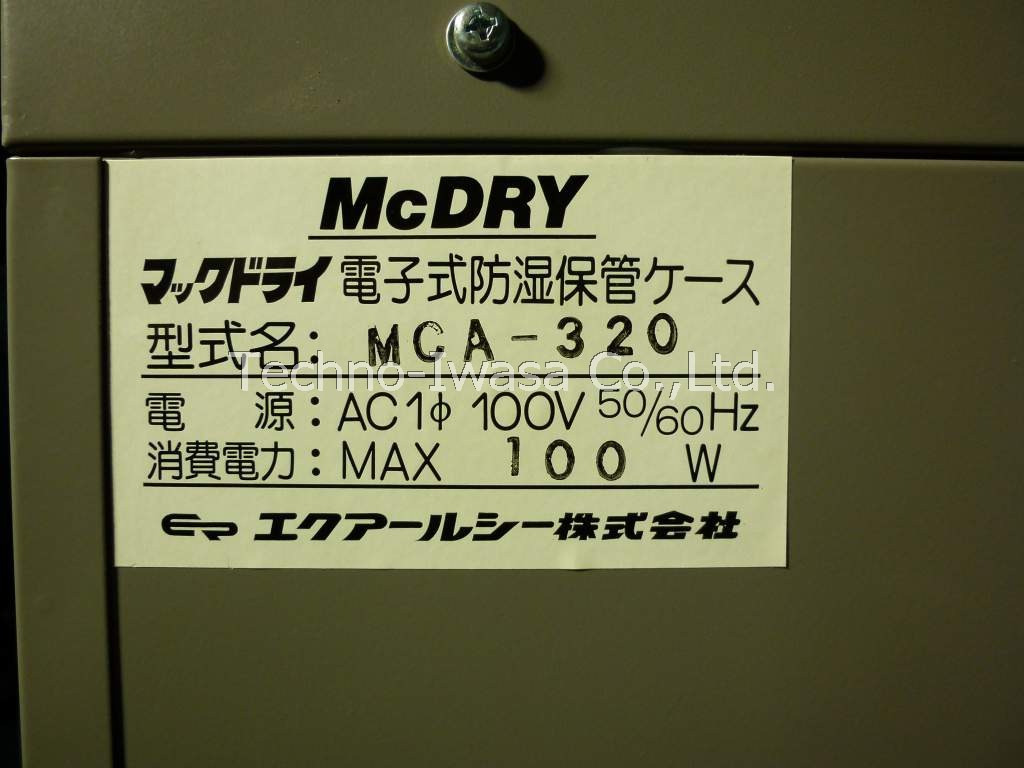 McDRY
マックドライ 電子式防湿保管ケース
型式名: MCA-320
Techno-Iwasa Co.,Ltd.
電 源: AC1φ 100V 50/60Hz
消費電力: MAX 100 W
エクアールシー株式会社